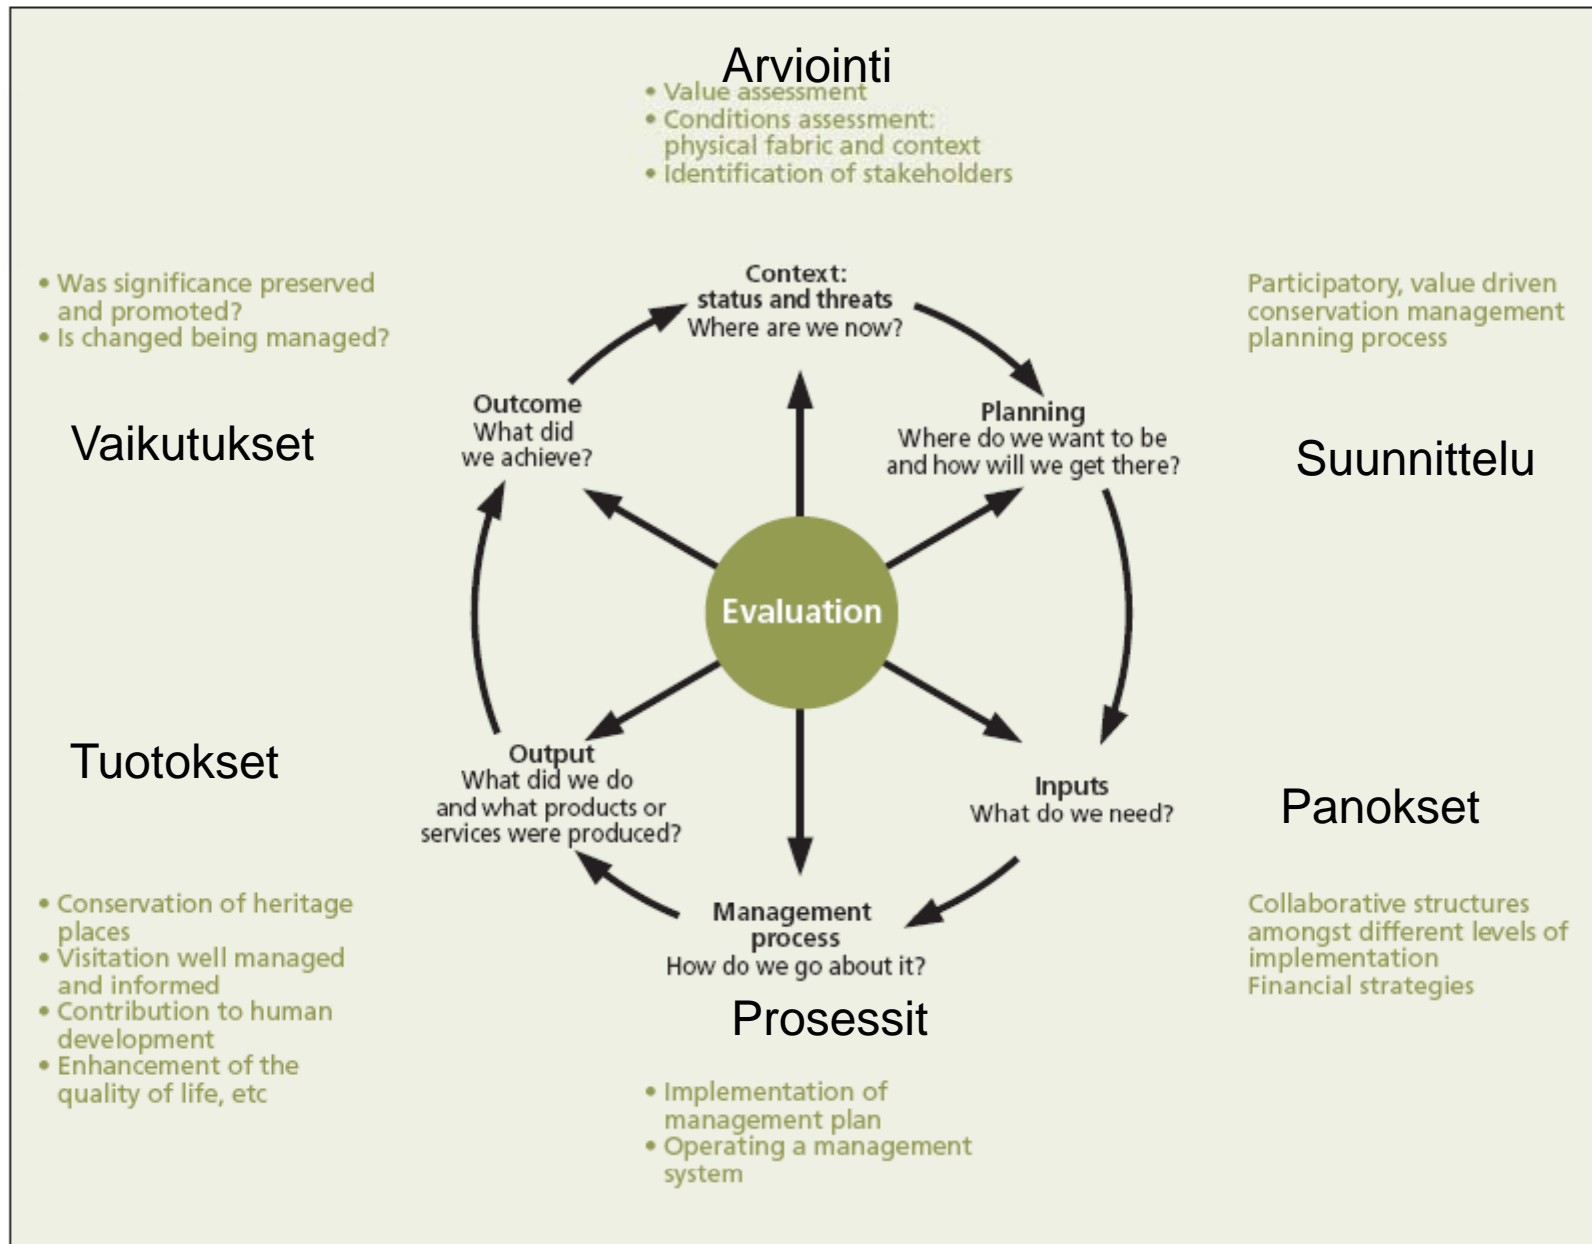 Arviointi
• Value assessment
• Conditions assessment:
physical fabric and context
• Identification of stakeholders
• Was significance preserved
and promoted?
• Is changed being managed?
Context:
status and threats
Where are we now?
Participatory, value driven
conservation management
planning process
Outcome
What did
we achieve?
Planning
Where do we want to be
and how will we get there?
Vaikutukset
Suunnittelu
Evaluation
Tuotokset
Output
What did we do
and what products or
services were produced?
Inputs
What do we need?
Panokset
• Conservation of heritage
places
• Visitation well managed
and informed
• Contribution to human
development
• Enhancement of the
quality of life, etc
Management
process
How do we go about it?
Collaborative structures
amongst different levels of
implementation
Financial strategies
Prosessit
• Implementation of
management plan
• Operating a management
system